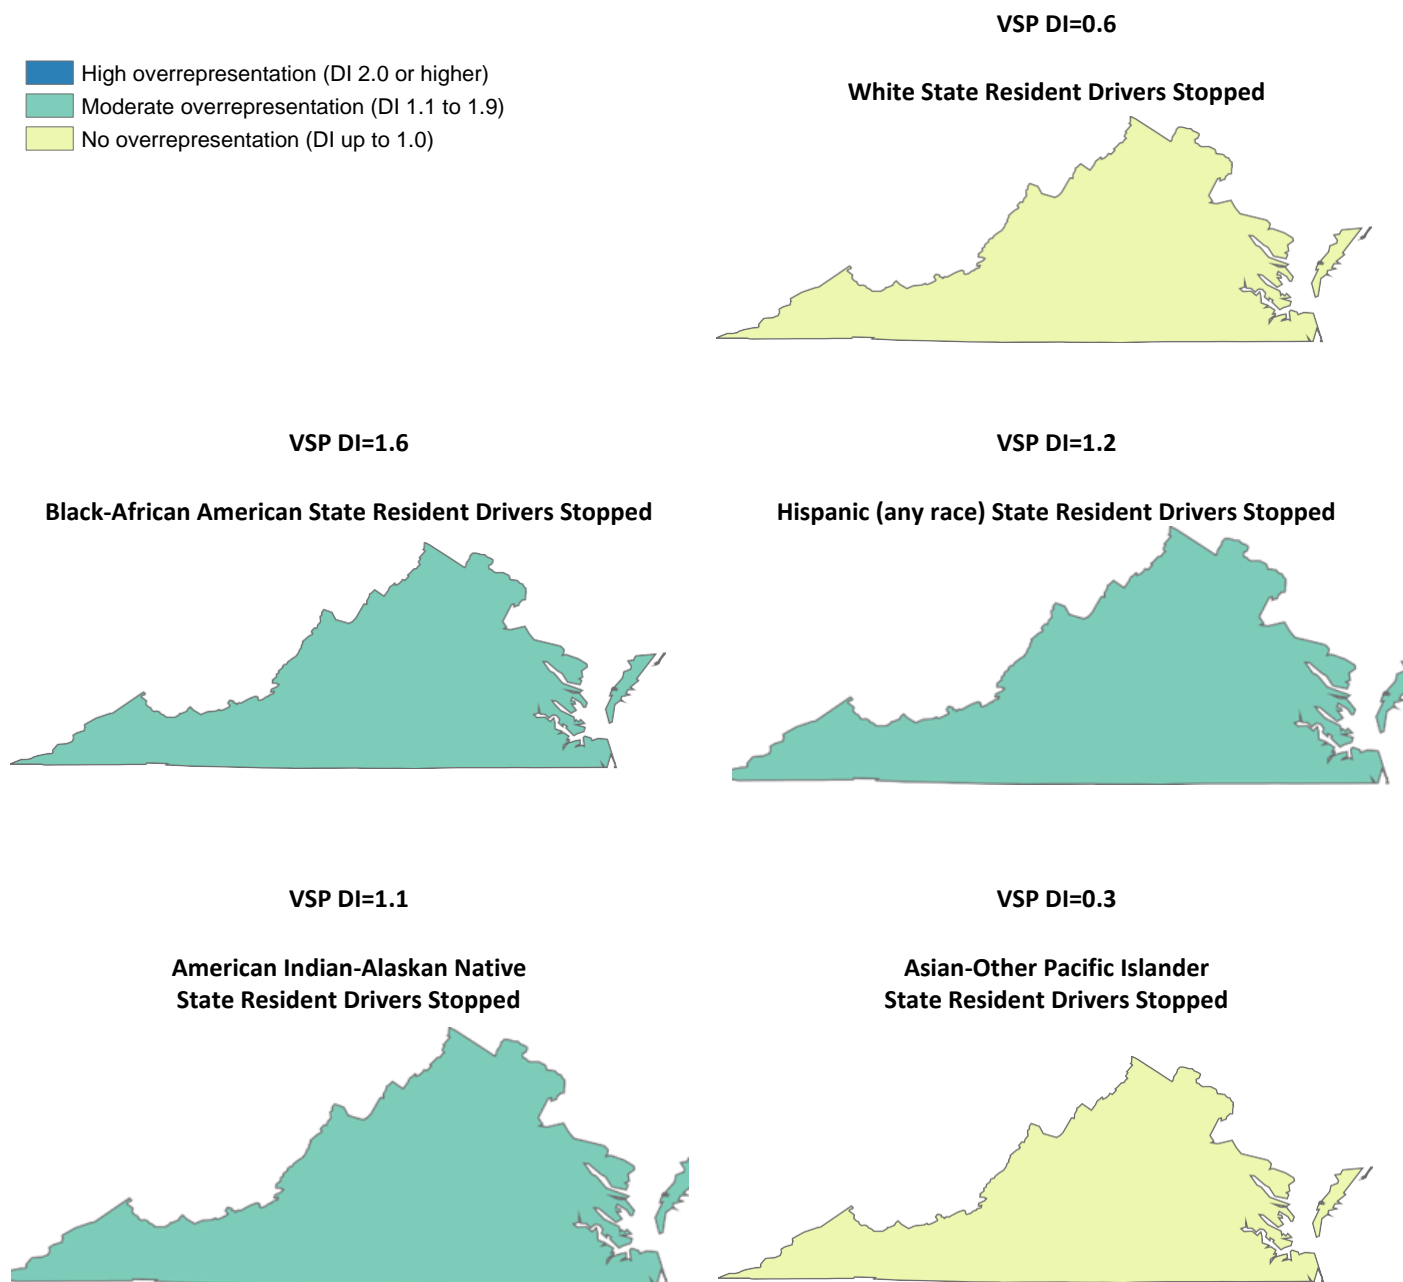 VSP DI=0.6
High overrepresentation (DI 2.0 or higher)
Moderate overrepresentation (DI 1.1 to 1.9)
No overrepresentation (DI up to 1.0)
White State Resident Drivers Stopped
VSP DI=1.6
Black-African American State Resident Drivers Stopped
VSP DI=1.2
Hispanic (any race) State Resident Drivers Stopped
VSP DI=1.1
American Indian-Alaskan Native
State Resident Drivers Stopped
VSP DI=0.3
Asian-Other Pacific Islander
State Resident Drivers Stopped